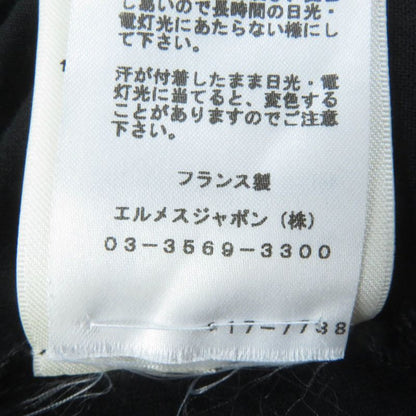 し易いので長時間の日光・
電灯光にあたらない様にし
て下さい。
汗が付着したまま日光・電
灯光に当てると、変色する
ことがありますのでご注意
下さい。
フランス製
エルメスジャポン（株）
03-3569-3300
917-7738